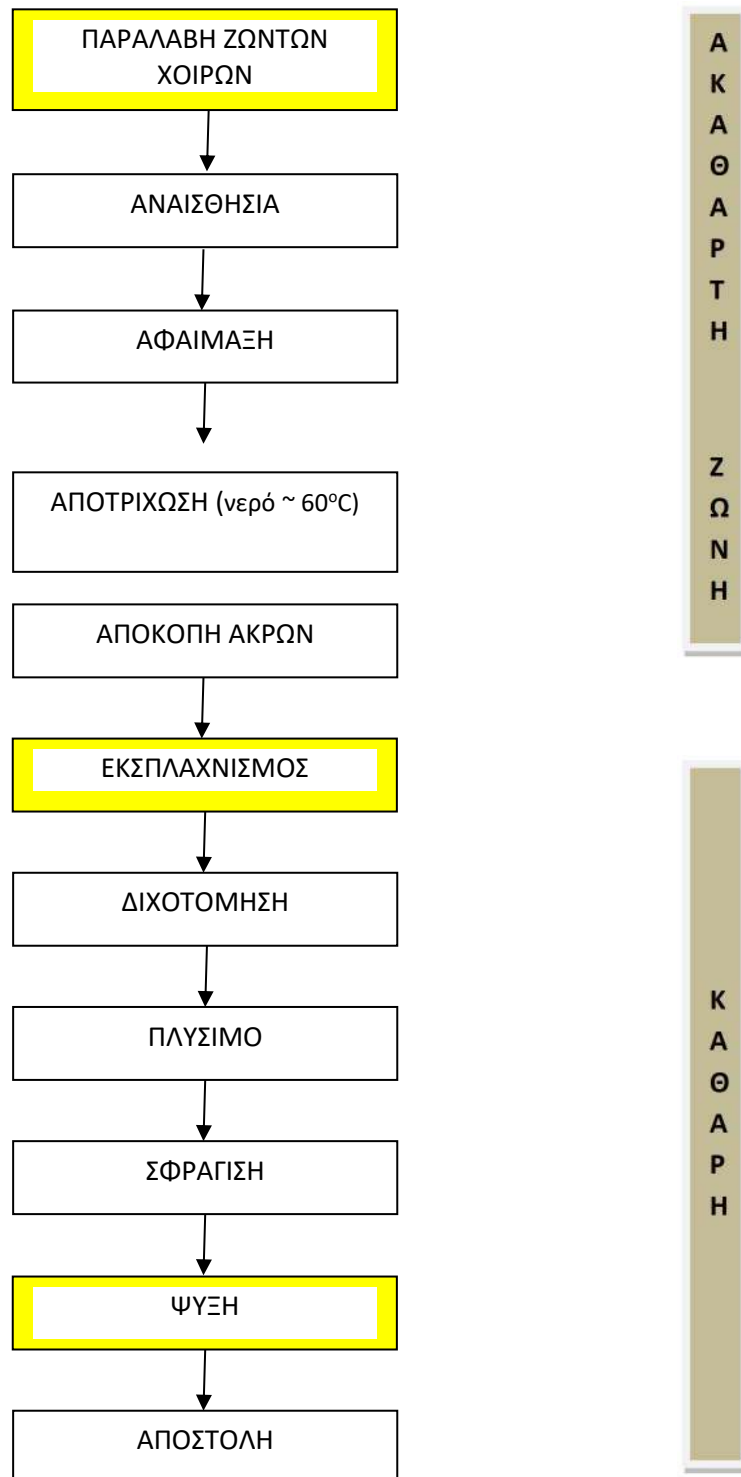 ΠΑΡΑΛΑΒΗ ΖΩΝΤΩΝ
ΧΟΙΡΩΝ
ΑΝΑΙΣΘΗΣΙΑ
ΑΦΑΙΜΑΞΗ
ΑΠΟΤΡΙΧΩΣΗ (νερό ~ 60°C)
ΑΠΟΚΟΠΗ ΑΚΡΩΝ
ΕΚΣΠΛΑΧΝΙΣΜΟΣ
ΔΙΧΟΤΟΜΗΣΗ
ΠΛΥΣΙΜΟ
ΣΦΡΑΓΙΣΗ
ΨΥΞΗ
ΑΠΟΣΤΟΛΗ
Α
Κ
Α
Θ
Α
Ρ
Τ
Η
Ζ
Ω
Ν
Η
Κ
Α
Θ
Α
Ρ
Η